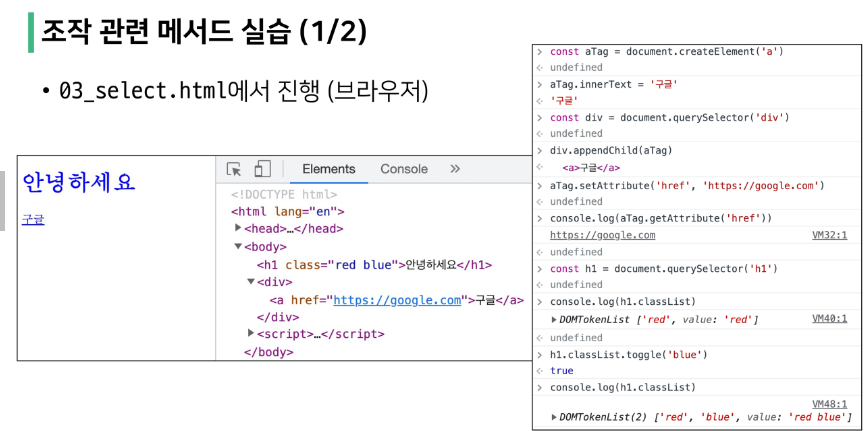 조작 관련 메서드 실습 (1/2)
• 03_select.html에서 진행 (브라우저)
안녕하세요
구글
Elements Console »
<!DOCTYPE html>
<html lang="en">
▶<head>…</head>
▼<body>
<h1 class="red blue">안녕하세요</h1>
▼<div>
<a href="https://google.com">구글</a>
</div>
▶<script>…</script>
</body>
> const aTag = document.createElement('a')
<· undefined
> aTag.innerText = '구글'
<· '구글'
> const div = document.querySelector('div')
<· undefined
> div.appendChild(aTag)
<· <a>구글</a>
> aTag.setAttribute('href', 'https://google.com')
<· undefined
> console.log(aTag.getAttribute('href'))
https://google.com VM32:1
<· undefined
> const h1 = document.querySelector('h1')
<· undefined
> console.log(h1.classList)
▶DOMTokenList ['red', value: 'red'] VM40:1
<· undefined
> h1.classList.toggle('blue')
<· true
> console.log(h1.classList)
VM48:1
▶DOMTokenList(2) ['red', 'blue', value: 'red blue']